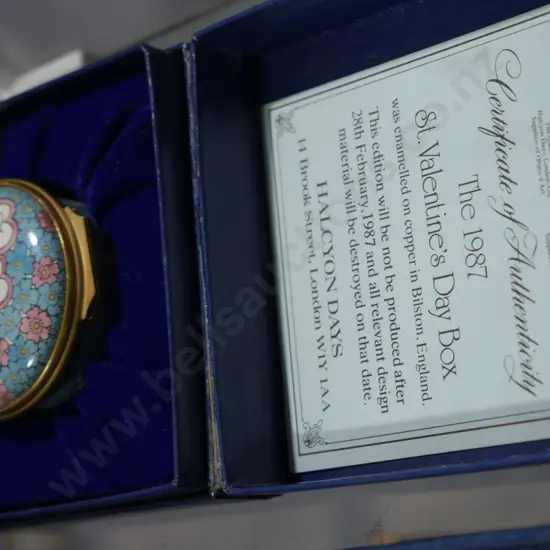 Certificate of Authenticity
The 1987
St. Valentine's Day Box
was enamelled on copper in Bilston, England.
This edition will be not be produced after
28th February, 1987 and all relevant design
material will be destroyed on that date.
HALCYON DAYS
14 Brook Street, London W1Y 1AA